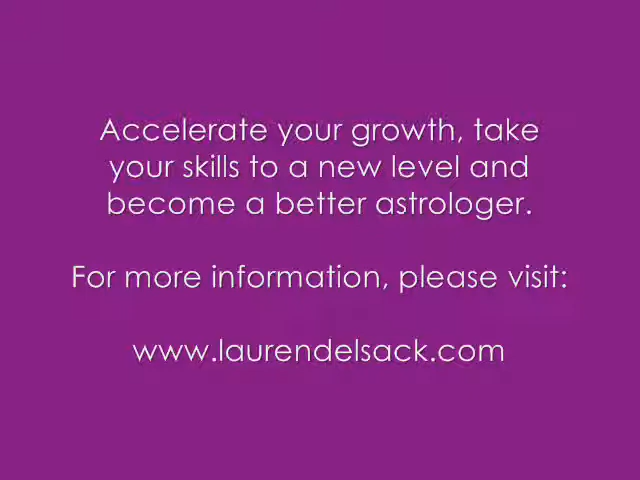 Accelerate your growth, take
your skills to a new level and
become a better astrologer.
For more information, please visit:
www.laurendelsack.com